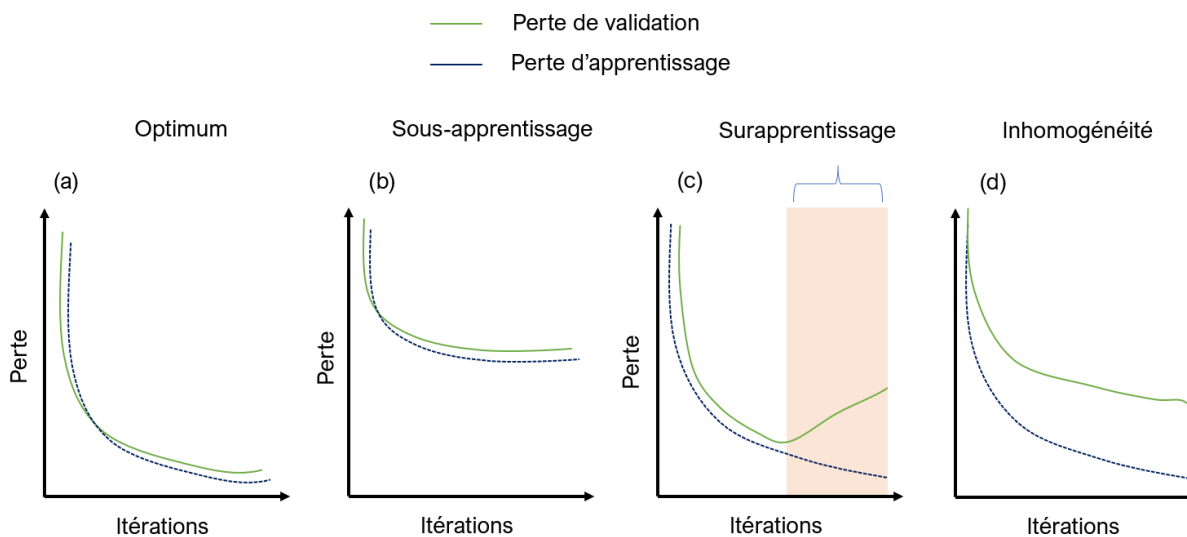 Perte de validation
Perte d'apprentissage
Optimum
Sous-apprentissage
Surapprentissage
Inhomogénéité
(a)
(b)
(c)
(d)
Perte
Perte
Perte
Itérations
Itérations
Itérations
Itérations